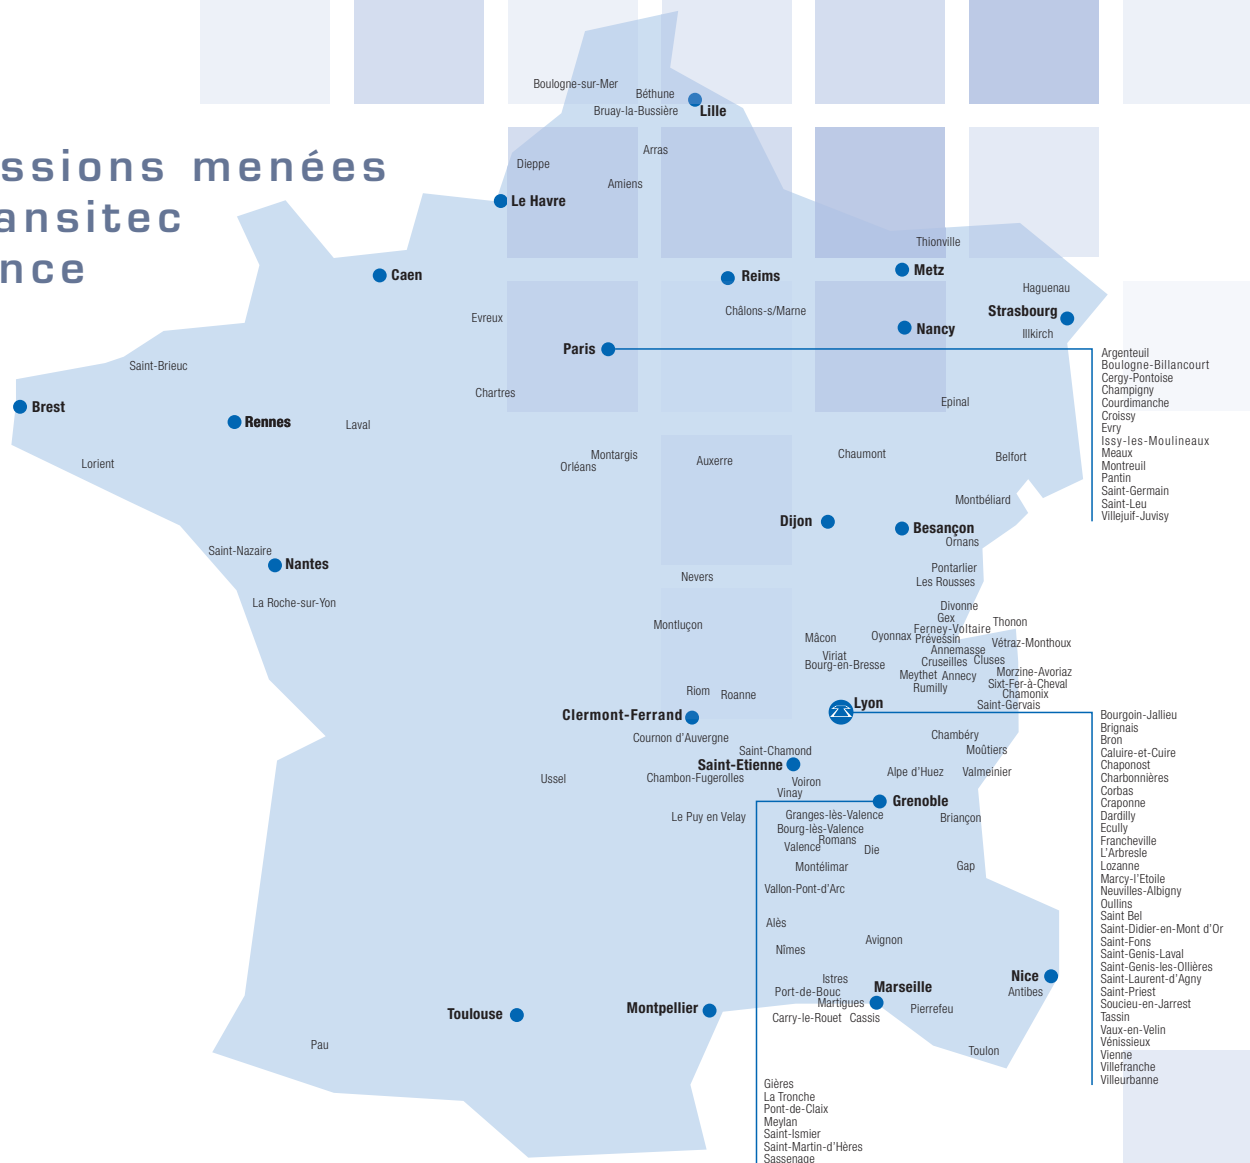 ssions menées
ansitec
nce
Boulogne-sur-Mer
Béthune
Bruay-la-Bussière
Lille
Arras
Dieppe
Amiens
Le Havre
Thionville
Caen
Reims
Metz
Haguenau
Evreux
Châlons-s/Marne
Strasbourg
Nancy
Illkirch
Paris
Saint-Brieuc
Chartres
Brest
Rennes
Laval
Epinal
Lorient
Montargis
Orléans
Auxerre
Chaumont
Belfort
Montbéliard
Dijon
Besançon
Ornans
Saint-Nazaire
Nantes
Pontarlier
Les Rousses
Nevers
La Roche-sur-Yon
Divonne
Gex
Montluçon
Ferney-Voltaire
Thonon
Mâcon
Oyonnax
Prévessin
Vétraz-Monthoux
Annemasse
Viriat
Bourg-en-Bresse
Cruseilles
Cluses
Meythet
Annecy
Morzine-Avoriaz
Rumilly
Sixt-Fer-à-Cheval
Chamonix
Riom
Roanne
Saint-Gervais
Lyon
Clermont-Ferrand
Cournon d'Auvergne
Chambéry
Saint-Chamond
Moûtiers
Saint-Etienne
Ussel
Chambon-Fugerolles
Alpe d'Huez
Valmeinier
Voiron
Vinay
Grenoble
Le Puy en Velay
Granges-lès-Valence
Briançon
Bourg-lès-Valence
Romans
Valence
Die
Montélimar
Gap
Vallon-Pont-d'Arc
Alès
Avignon
Nîmes
Istres
Nice
Port-de-Bouc
Marseille
Antibes
Martigues
Montpellier
Pierrefeu
Toulouse
Carry-le-Rouet
Cassis
Pau
Toulon
Argenteuil
Boulogne-Billancourt
Cergy-Pontoise
Champigny
Courdimanche
Croissy
Evry
Issy-les-Moulineaux
Meaux
Montreuil
Pantin
Saint-Germain
Saint-Leu
Villejuif-Juvisy
Bourgoin-Jallieu
Brignais
Bron
Caluire-et-Cuire
Chaponost
Charbonnières
Corbas
Craponne
Dardilly
Ecully
Francheville
L'Arbresle
Lozanne
Marcy-l'Etoile
Neuvilles-Albigny
Oullins
Saint Bel
Saint-Didier-en-Mont d'Or
Saint-Fons
Saint-Genis-Laval
Saint-Genis-les-Ollières
Saint-Laurent-d'Agny
Saint-Priest
Soucieu-en-Jarrest
Tassin
Vaux-en-Velin
Vénissieux
Vienne
Villefranche
Villeurbanne
Gières
La Tronche
Pont-de-Claix
Meylan
Saint-Ismier
Saint-Martin-d'Hères
Sassenage